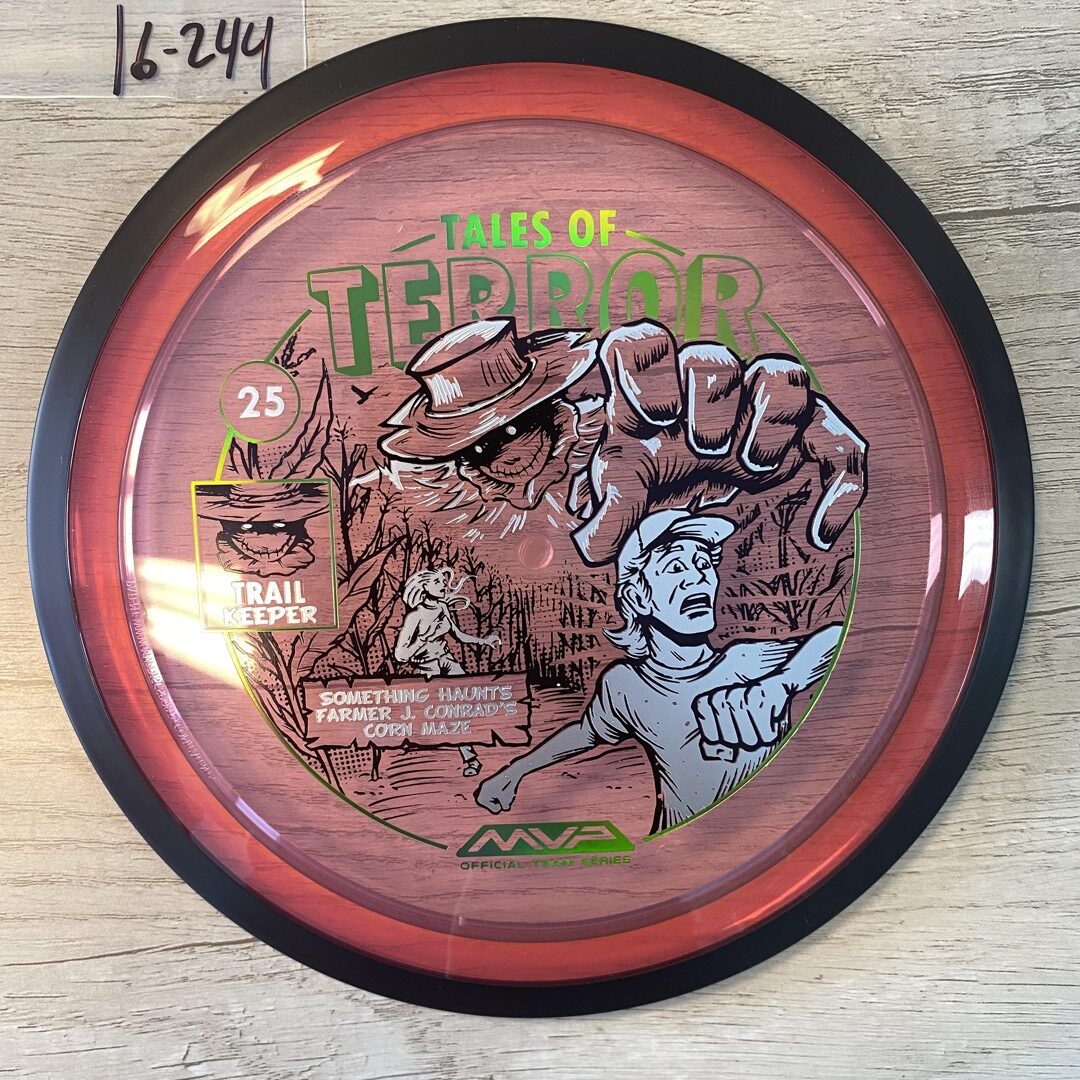 16-244
TALES OF
TERROR
25
TRAIL
KEEPER
SOMETHING HAUNTS
FARMER J. CONRAD'S
CORN MAZE
MVP
OFFICIAL TEAM SERIES